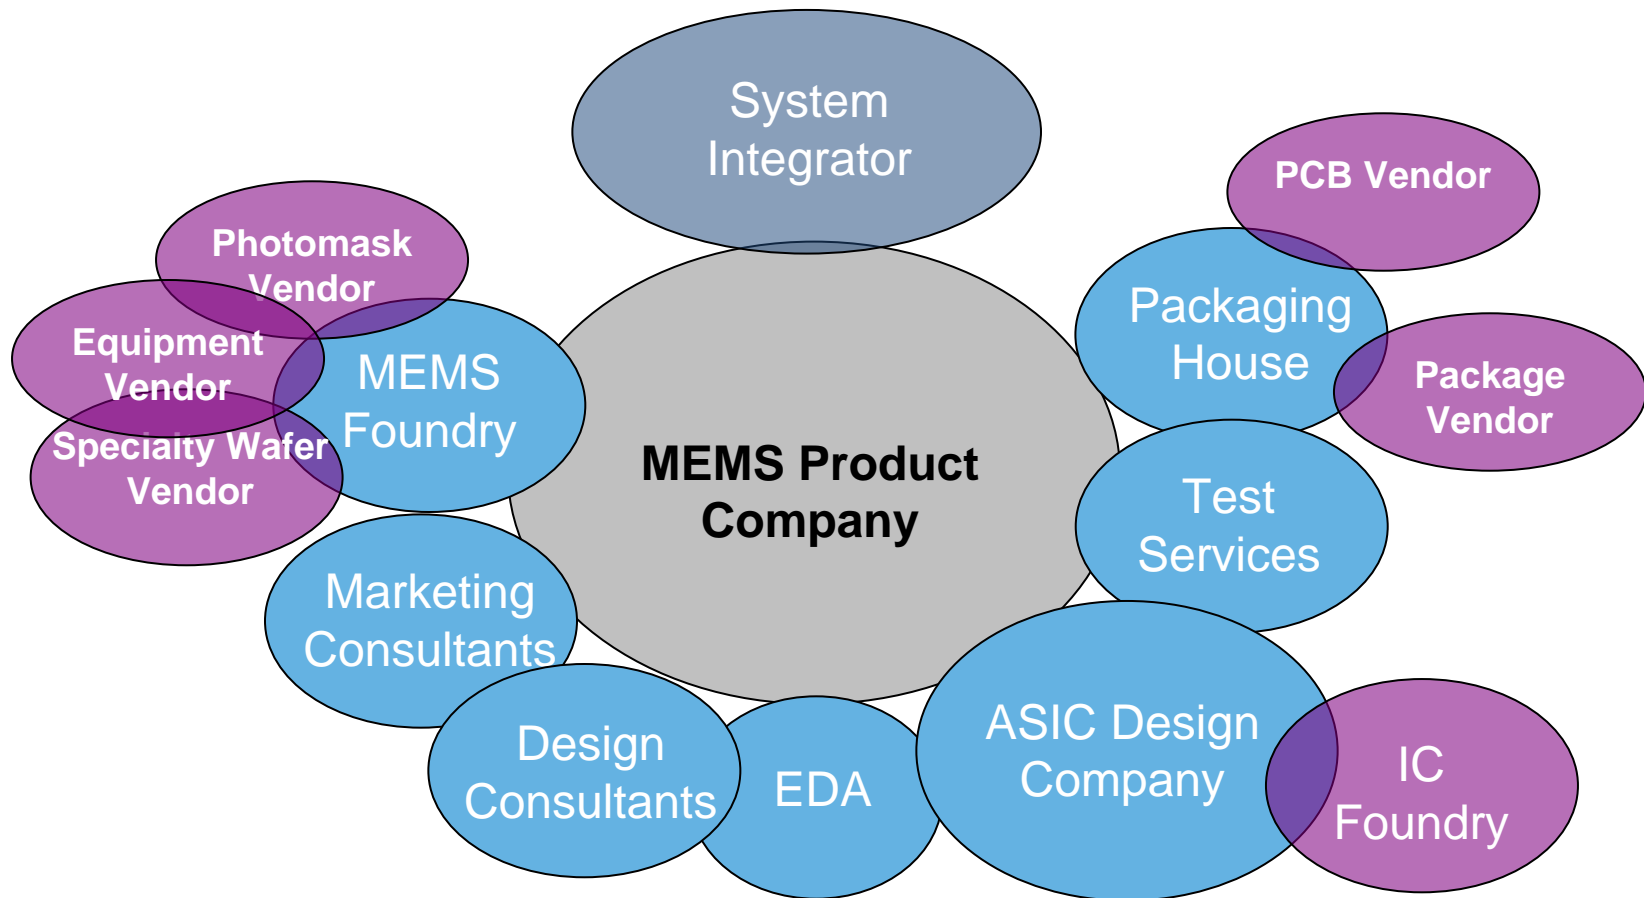 System
Integrator
PCB Vendor
Photomask
Vendor
Packaging
House
Equipment
Vendor
MEMS
Foundry
Package
Vendor
Specialty Wafer
Vendor
MEMS Product
Company
Test
Services
Marketing
Consultants
Design
Consultants
EDA
ASIC Design
Company
IC
Foundry